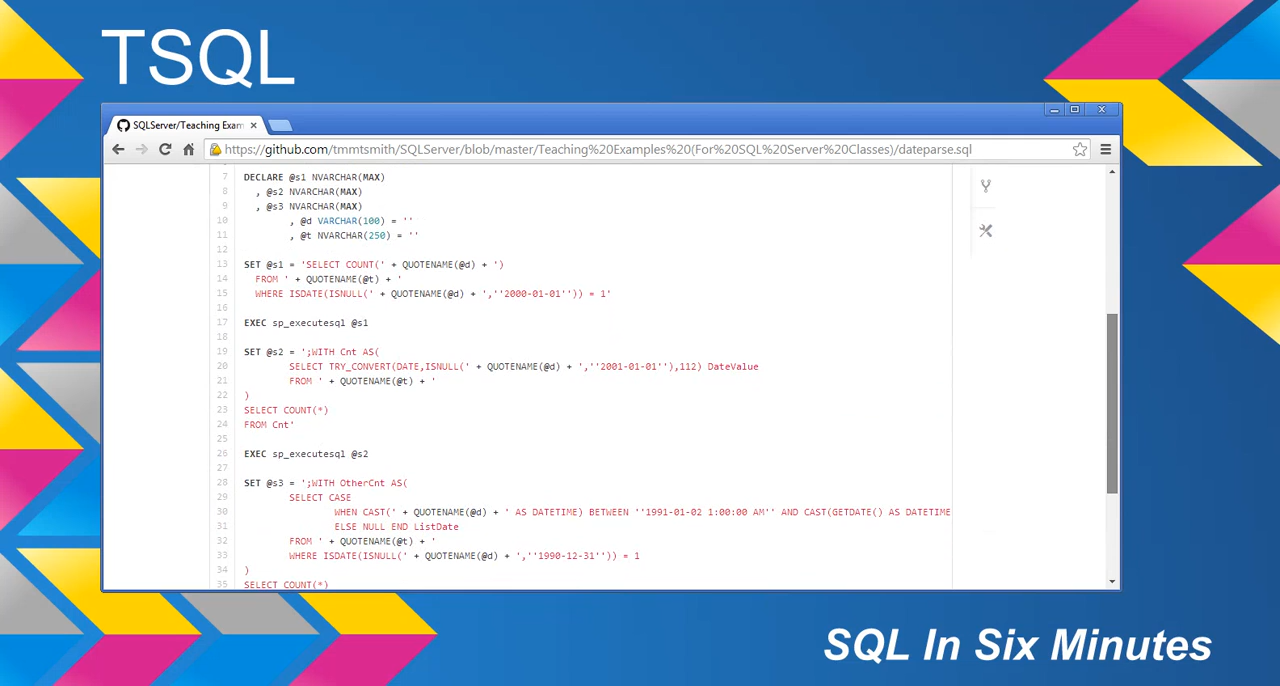 TSQL
SQLServer/Teaching Exam
https://github.com/tmmtsmith/SQLServer/blob/master/Teaching%20Examples%20(For%20SQL%20Server%20Classes)/dateparse.sql
7 DECLARE @s1 NVARCHAR(MAX)
8 , @s2 NVARCHAR(MAX)
9 , @s3 NVARCHAR(MAX)
10 , @d VARCHAR(100) = ''
11 , @t NVARCHAR(250) = ''
12
13 SET @s1 = 'SELECT COUNT(' + QUOTENAME(@d) + ')
14 FROM ' + QUOTENAME(@t) + '
15 WHERE ISDATE(ISNULL(' + QUOTENAME(@d) + ',''2000-01-01'')) = 1'
16
17 EXEC sp_executesql @s1
18
19 SET @s2 = ';WITH Cnt AS(
20 SELECT TRY_CONVERT(DATE,ISNULL(' + QUOTENAME(@d) + ',''2001-01-01''),112) DateValue
21 FROM ' + QUOTENAME(@t) + '
22 )
23 SELECT COUNT(*)
24 FROM Cnt'
25
26 EXEC sp_executesql @s2
27
28 SET @s3 = ';WITH OtherCnt AS(
29 SELECT CASE
30 WHEN CAST(' + QUOTENAME(@d) + ' AS DATETIME) BETWEEN ''1991-01-02 1:00:00 AM'' AND CAST(GETDATE() AS DATETIME
31 ELSE NULL END ListDate
32 FROM ' + QUOTENAME(@t) + '
33 WHERE ISDATE(ISNULL(' + QUOTENAME(@d) + ',''1990-12-31'')) = 1
34 )
35 SELECT COUNT(*)
SQL In Six Minutes